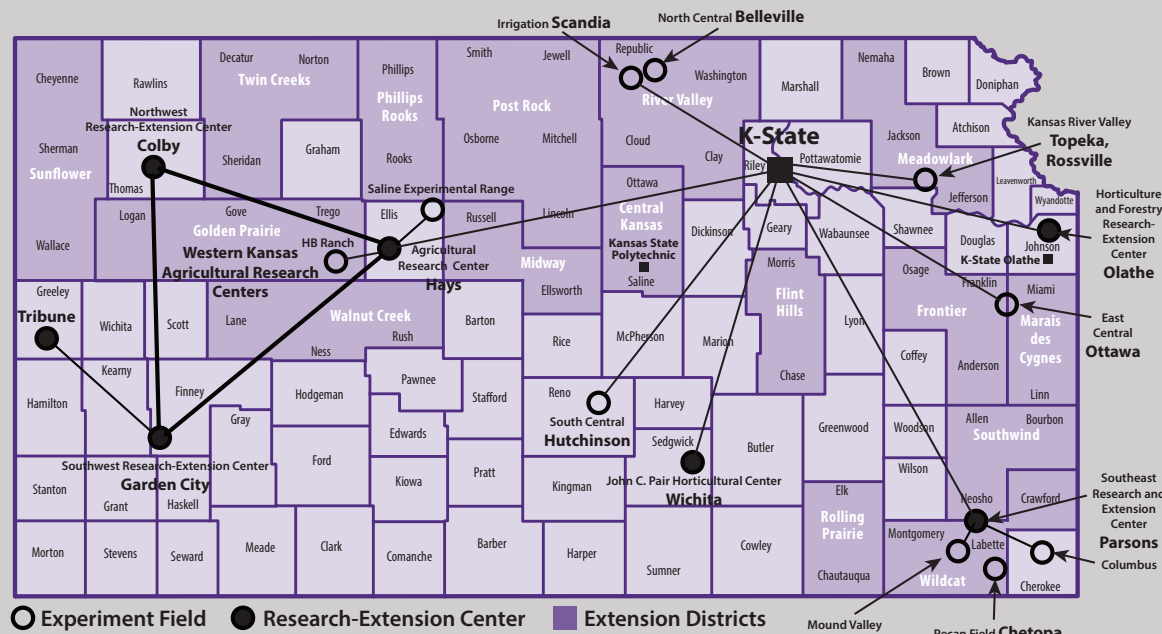 Irrigation Scandia
North Central Belleville
Cheyenne
Rawlins
Decatur
Norton
Twin Creeks
Phillips
Phillips
Rooks
Smith
Jewell
Post Rock
Republic
Washington
River Valley
Marshall
Nemaha
Brown
Doniphan
Northwest
Research-Extension Center
Colby
Sherman
Sunflower
Thomas
Sheridan
Graham
Rooks
Osborne
Mitchell
Cloud
Clay
K-State
Riley
Pottawatomie
Jackson
Meadowlark
Atchison
Jefferson
Leavenworth
Wyandotte
Kansas River Valley
Topeka,
Rossville
Horticulture
and Forestry
Research-
Extension
Center
Olathe
Wallace
Logan
Gove
Trego
Golden Prairie
Saline Experimental Range
Ellis
Russell
HB Ranch
Western Kansas
Agricultural Research
Centers
Agricultural
Research Center
Hays
Lincoln
Midway
Ellsworth
Ottawa
Central
Kansas
Kansas State
Polytechnic
Saline
Dickinson
Geary
Wabaunsee
Shawnee
Douglas
Johnson
K-State Olathe
Morris
Flint
Hills
Chase
Osage
Franklin
Miami
Frontier
Marais
des
Cygnes
East
Central
Ottawa
Greeley
Tribune
Wichita
Scott
Lane
Walnut Creek
Ness
Rush
Barton
Rice
McPherson
Marion
Lyon
Coffey
Anderson
Linn
Hamilton
Kearny
Finney
Hodgeman
Pawnee
Stafford
Reno
South Central
Hutchinson
Harvey
Sedgwick
John C. Pair Horticultural Center
Wichita
Butler
Greenwood
Woodson
Allen
Bourbon
Southwind
Gray
Edwards
Ford
Kiowa
Pratt
Kingman
Wilson
Neosho
Crawford
Southwest Research-Extension Center
Garden City
Stanton
Grant
Haskell
Elk
Rolling
Prairie
Chautauqua
Montgomery
Labette
Wildcat
Cherokee
Southeast
Research and
Extension
Center
Parsons
Columbus
Morton
Stevens
Seward
Meade
Clark
Comanche
Barber
Harper
Sumner
Cowley
Mound Valley
Pecan Field Chetopa
Experiment Field
Research-Extension Center
Extension Districts